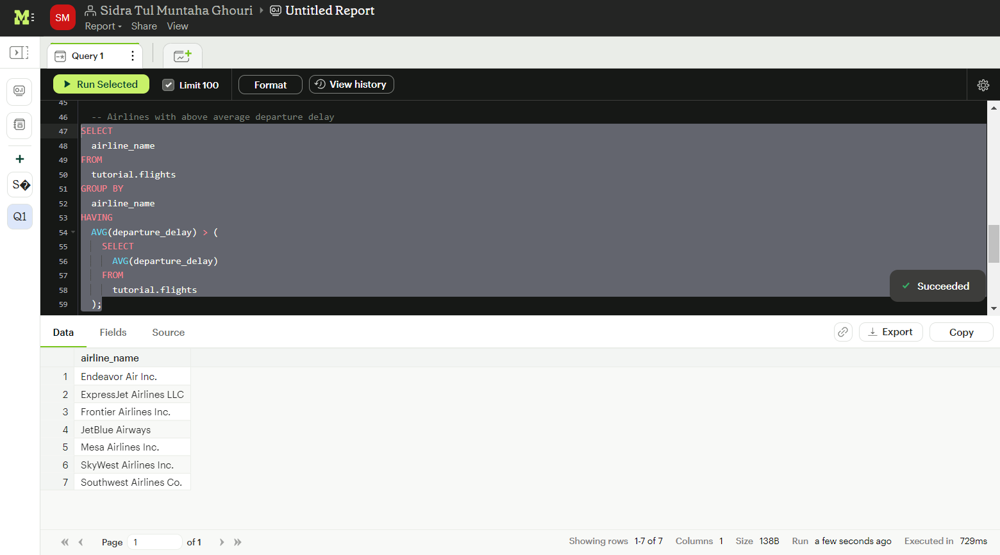 M
SM
Sidra Tul Muntaha Ghouri
Untitled Report
Report Share View
Query 1
Run Selected Limit 100 Format View history
45
46 -- Airlines with above average departure delay
47 SELECT
48 airline_name
49 FROM
50 tutorial.flights
51 GROUP BY
52 airline_name
53 HAVING
54 AVG(departure_delay) > (
55 SELECT
56 AVG(departure_delay)
57 FROM
58 tutorial.flights
59 );
S�
Q1
Succeeded
Data Fields Source Export Copy
airline_name
1 Endeavor Air Inc.
2 ExpressJet Airlines LLC
3 Frontier Airlines Inc.
4 JetBlue Airways
5 Mesa Airlines Inc.
6 SkyWest Airlines Inc.
7 Southwest Airlines Co.
Page 1 of 1 Showing rows 1-7 of 7 Columns 1 Size 138B Run a few seconds ago Executed in 729ms